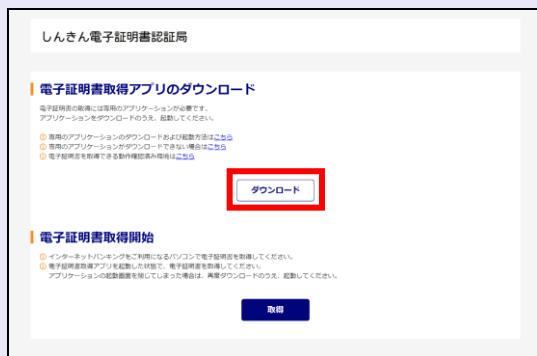 しんきん電子証明書認証局
電子証明書取得アプリのダウンロード
電子証明書の取得には専用のアプリケーションが必要です。
アプリケーションをダウンロードのうえ、起動してください。
専用のアプリケーションのダウンロードおよび起動方法はこちら
専用のアプリケーションがダウンロードできない場合はこちら
電子証明書を取得できる動作確認済み環境はこちら
ダウンロード
電子証明書取得開始
インターネットバンキングをご利用になるパソコンで電子証明書を取得してください。
電子証明書取得アプリを起動した状態で、電子証明書を取得してください。
アプリケーションの起動画面を閉じてしまった場合は、再度ダウンロードのうえ、起動してください。
取得